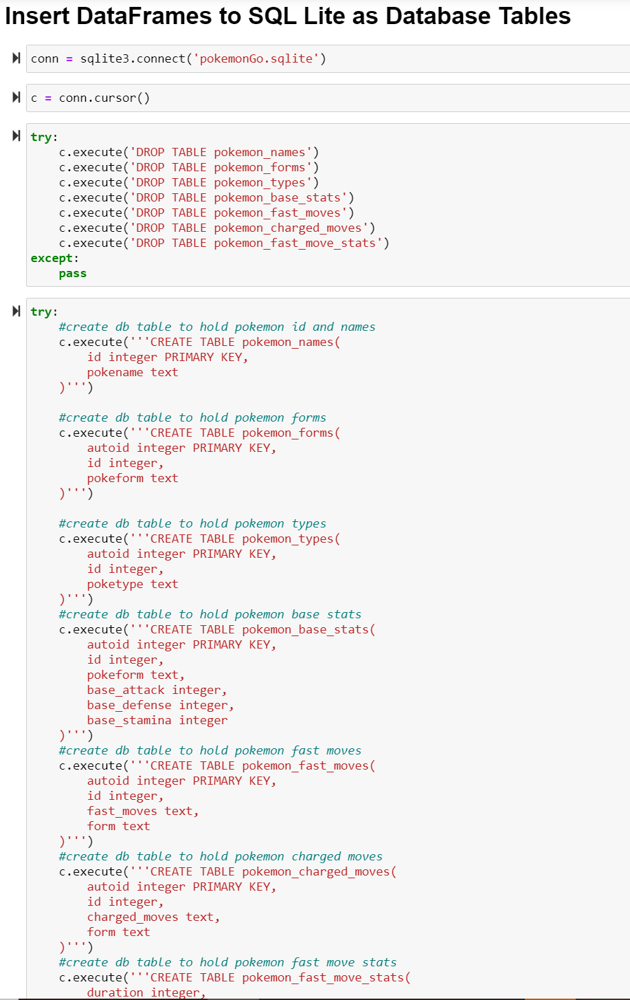 Insert DataFrames to SQL Lite as Database Tables
conn = sqlite3.connect('pokemonGo.sqlite')
c = conn.cursor()
try:
    c.execute('DROP TABLE pokemon_names')
    c.execute('DROP TABLE pokemon_forms')
    c.execute('DROP TABLE pokemon_types')
    c.execute('DROP TABLE pokemon_base_stats')
    c.execute('DROP TABLE pokemon_fast_moves')
    c.execute('DROP TABLE pokemon_charged_moves')
    c.execute('DROP TABLE pokemon_fast_move_stats')
except:
    pass
try:
    #create db table to hold pokemon id and names
    c.execute('''CREATE TABLE pokemon_names(
        id integer PRIMARY KEY,
        pokename text
    )''')
    #create db table to hold pokemon forms
    c.execute('''CREATE TABLE pokemon_forms(
        autoid integer PRIMARY KEY,
        id integer,
        pokeform text
    )''')
    #create db table to hold pokemon types
    c.execute('''CREATE TABLE pokemon_types(
        autoid integer PRIMARY KEY,
        id integer,
        poketype text
    )''')
    #create db table to hold pokemon base stats
    c.execute('''CREATE TABLE pokemon_base_stats(
        autoid integer PRIMARY KEY,
        id integer,
        pokeform text,
        base_attack integer,
        base_defense integer,
        base_stamina integer
    )''')
    #create db table to hold pokemon fast moves
    c.execute('''CREATE TABLE pokemon_fast_moves(
        autoid integer PRIMARY KEY,
        id integer,
        fast_moves text,
        form text
    )''')
    #create db table to hold pokemon charged moves
    c.execute('''CREATE TABLE pokemon_charged_moves(
        autoid integer PRIMARY KEY,
        id integer,
        charged_moves text,
        form text
    )''')
    #create db table to hold pokemon fast move stats
    c.execute('''CREATE TABLE pokemon_fast_move_stats(
        duration integer,